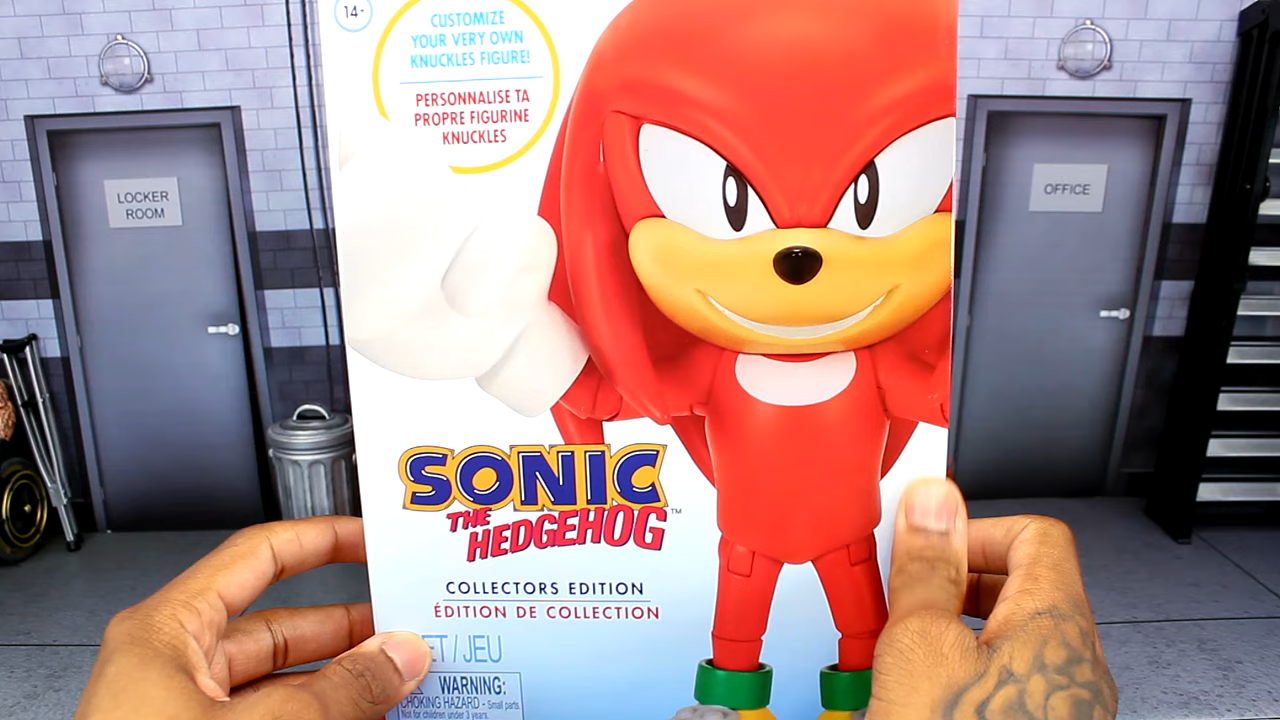 14+
CUSTOMIZE
YOUR VERY OWN
KNUCKLES FIGURE!
PERSONNALISE TA
PROPRE FIGURINE
KNUCKLES
LOCKER
ROOM
OFFICE
SONIC
THE
HEDGEHOG™
COLLECTORS EDITION
ÉDITION DE COLLECTION
ET / JEU
WARNING:
CHOKING HAZARD - Small parts.
Not for children under 3 years.